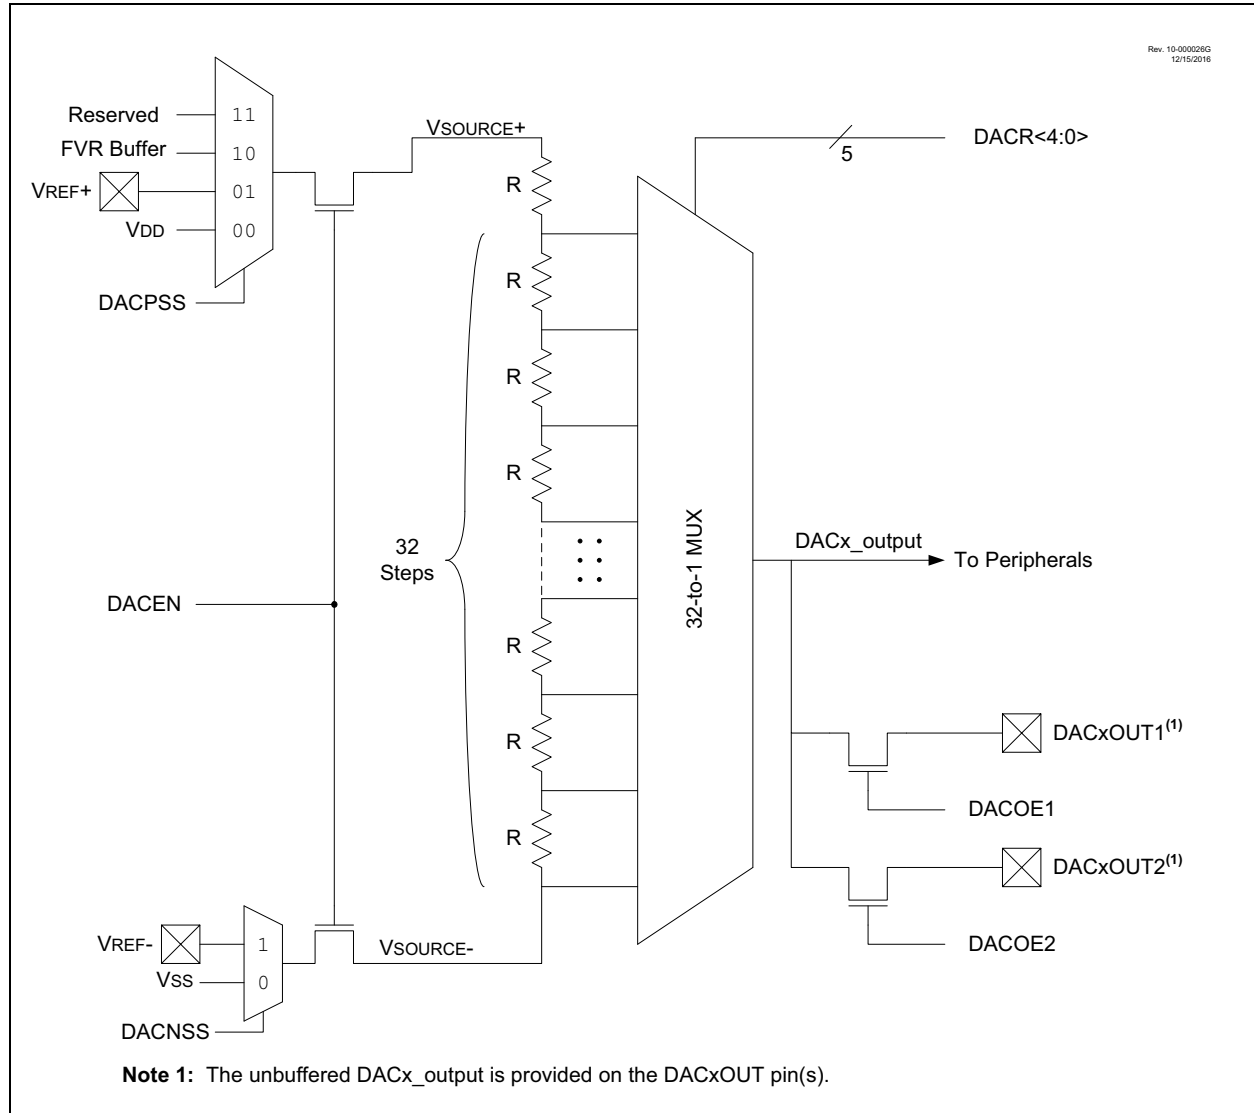 Rev. 10-000026G
12/15/2016
Reserved
11
FVR Buffer
10
VREF+
01
VDD
00
DACPSS
VSOURCE+
DACR<4:0>
5
R
R
R
R
32
Steps
32-to-1 MUX
DACx_output
To Peripherals
DACEN
R
R
R
DACxOUT1(1)
DACOE1
DACxOUT2(1)
DACOE2
VREF-
1
VSS
0
VSOURCE-
DACNSS
Note 1: The unbuffered DACx_output is provided on the DACxOUT pin(s).